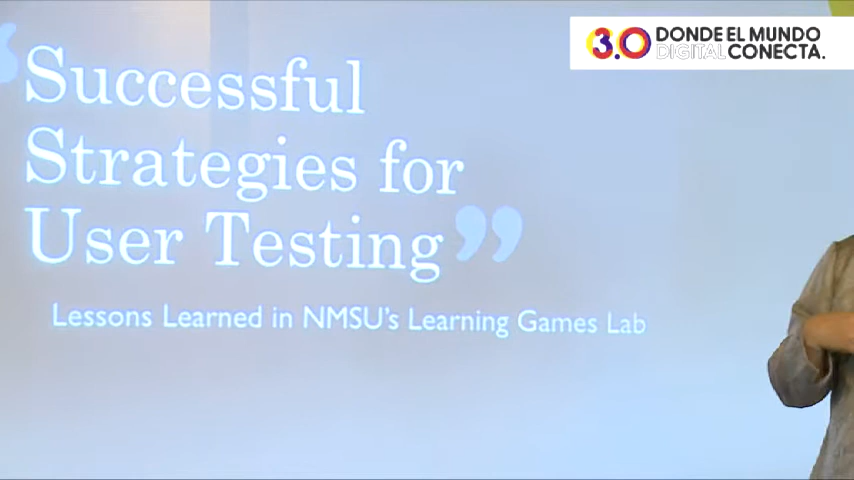 3.0 DONDE EL MUNDO
DIGITAL CONECTA.
“Successful
Strategies for
User Testing”
Lessons Learned in NMSU’s Learning Games Lab